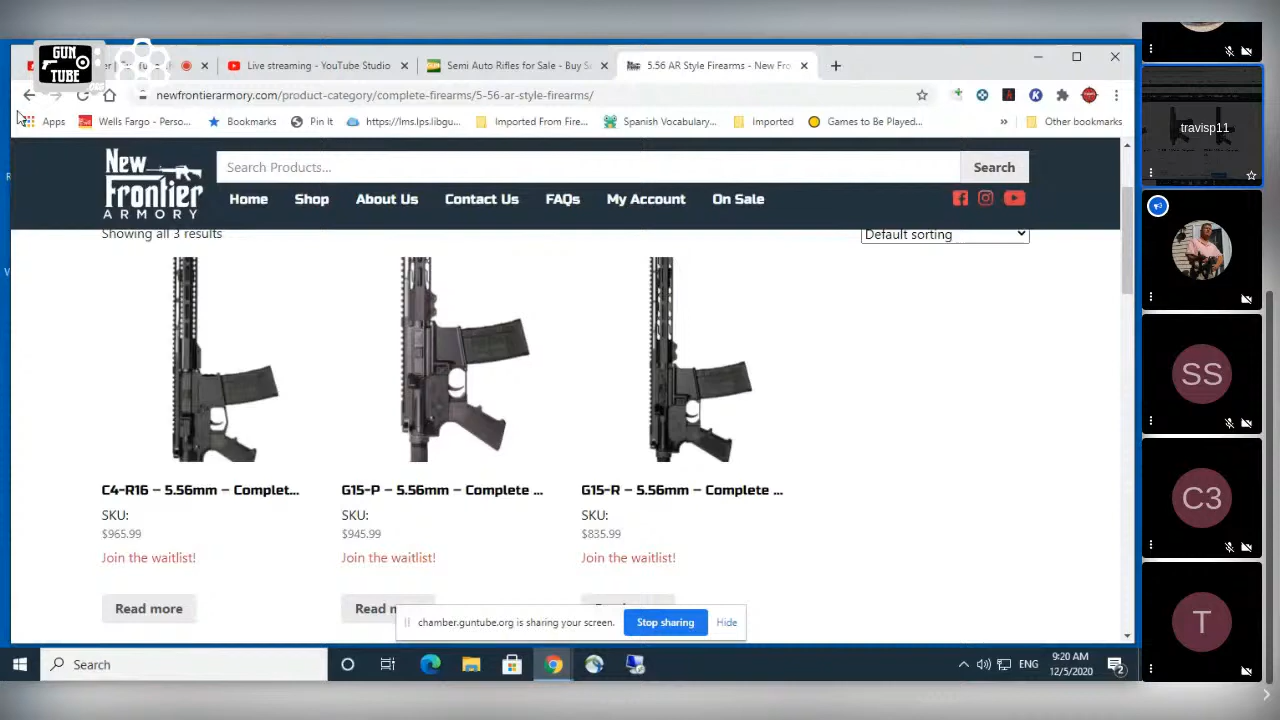 GUN
TUBE
Live streaming - YouTube Studio
Semi Auto Rifles for Sale - Buy S
5.56 AR Style Firearms - New Fro
newfrontierarmory.com/product-category/complete-firearms/5-56-ar-style-firearms/
Apps
Wells Fargo - Perso...
Bookmarks
Pin It
https://lms.lps.libgu...
Imported From Fire...
Spanish Vocabulary...
Imported
Games to Be Played...
»
Other bookmarks
New
Frontier
ARMORY
Search Products...
Search
Home
Shop
About Us
Contact Us
FAQs
My Account
On Sale
Showing all 3 results
Default sorting
C4-R16 – 5.56mm – Complet...
G15-P – 5.56mm – Complete ...
G15-R – 5.56mm – Complete ...
SKU:
SKU:
SKU:
$965.99
$945.99
$835.99
Join the waitlist!
Join the waitlist!
Join the waitlist!
Read more
Read m
chamber.guntube.org is sharing your screen.
Stop sharing
Hide
Search
ENG
9:20 AM
12/5/2020
2
travisp11
SS
C3
T